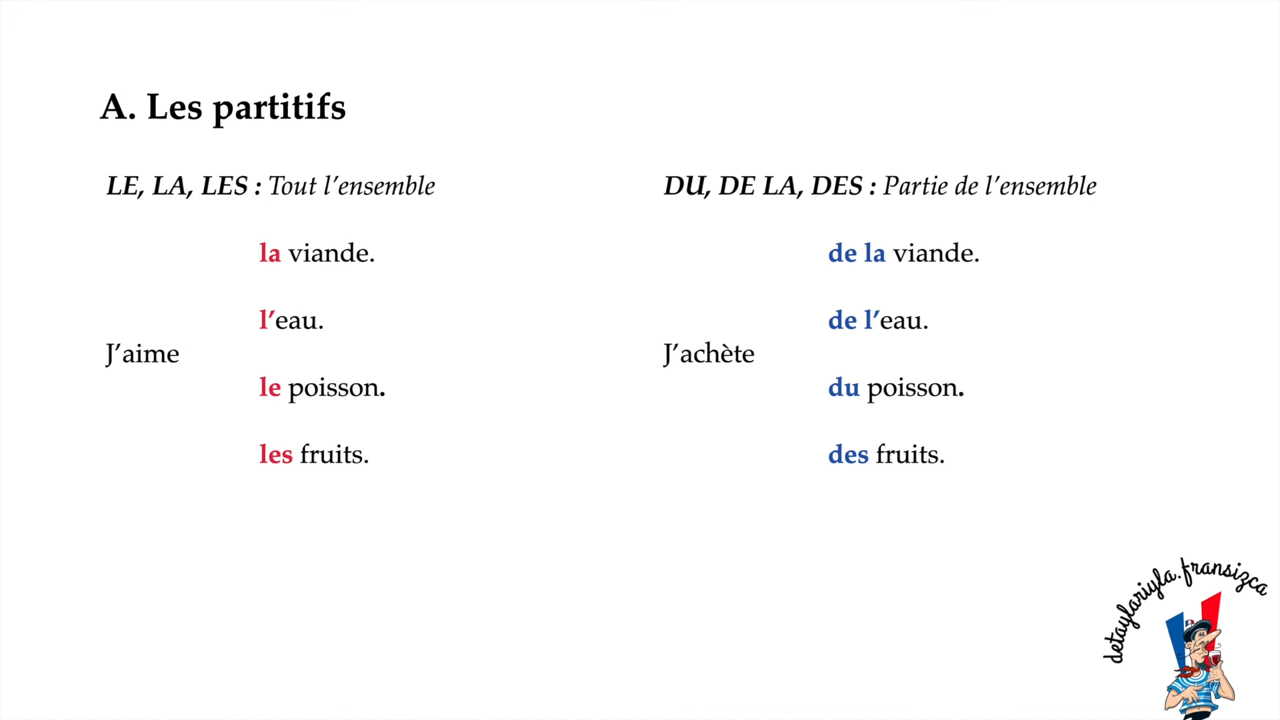 A. Les partitifs
LE, LA, LES : Tout l’ensemble
la viande.
l’eau.
J’aime
le poisson.
les fruits.
DU, DE LA, DES : Partie de l’ensemble
de la viande.
de l’eau.
J’achète
du poisson.
des fruits.
detaylariyla.fransizca